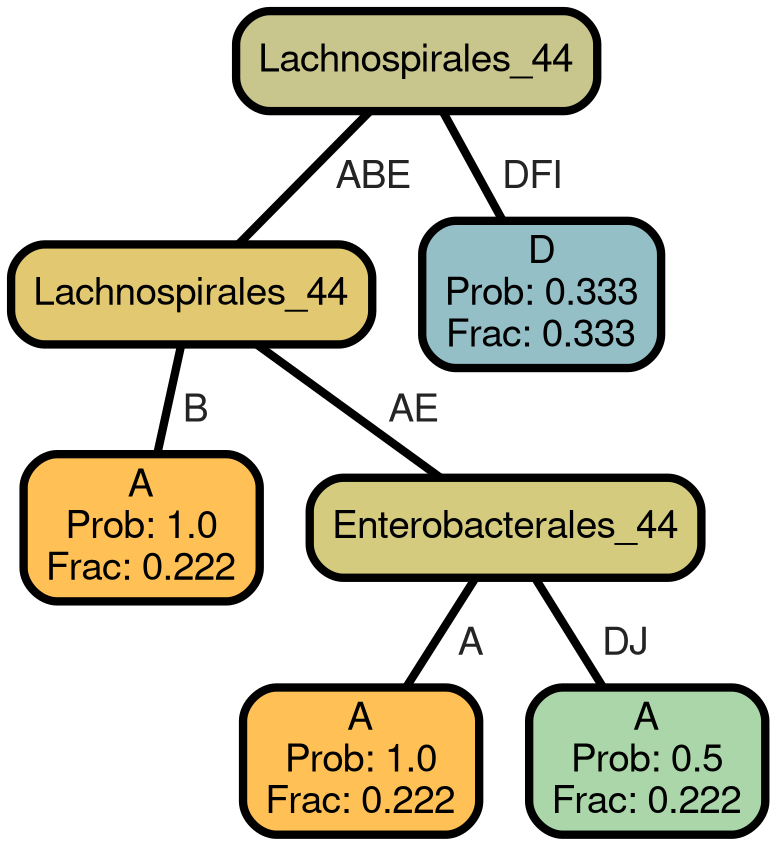 Lachnospirales_44
ABE
DFI
Lachnospirales_44
D
Prob: 0.333
Frac: 0.333
B
AE
A
Prob: 1.0
Frac: 0.222
Enterobacterales_44
A
DJ
A
Prob: 1.0
Frac: 0.222
A
Prob: 0.5
Frac: 0.222